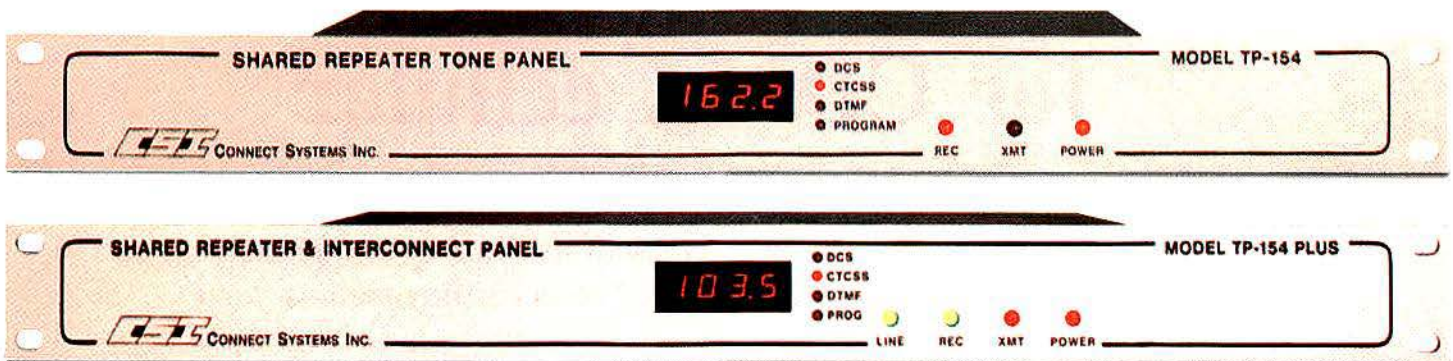 SHARED REPEATER TONE PANEL
MODEL TP-154
162.2
DCS
CTCSS
DTMF
PROGRAM
REC
XMT
POWER
CSI CONNECT SYSTEMS INC.
SHARED REPEATER & INTERCONNECT PANEL
MODEL TP-154 PLUS
103.5
DCS
CTCSS
DTMF
PROG
LINE
REC
XMT
POWER
CSI CONNECT SYSTEMS INC.